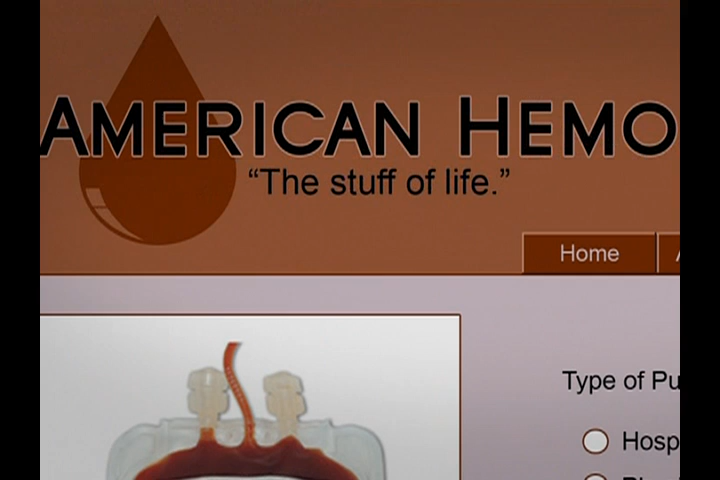 AMERICAN HEMO
“The stuff of life.”
Home
Type of Pu
Hosp